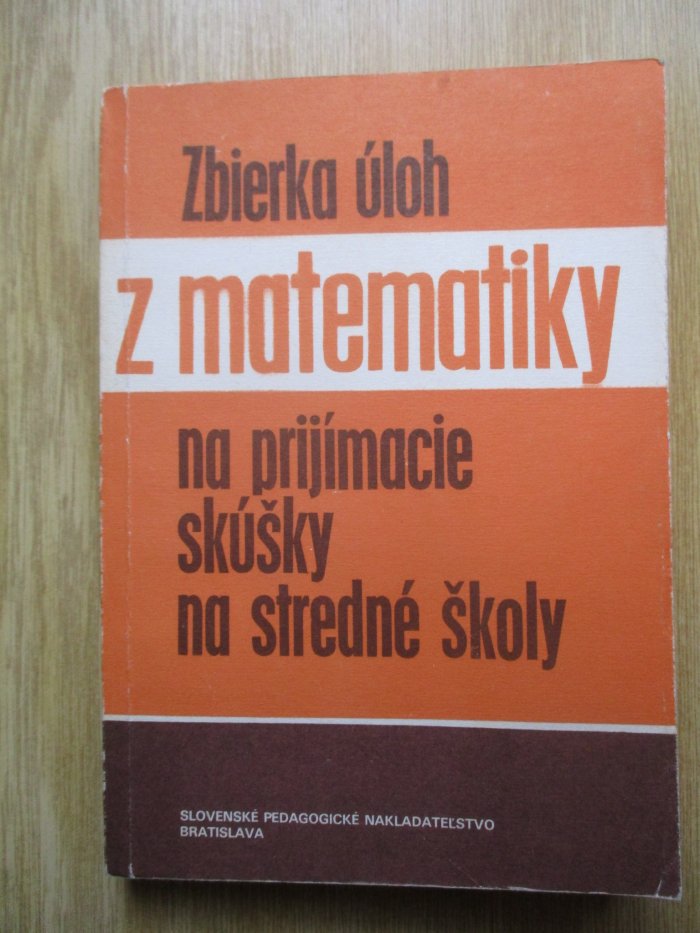 Zbierka úloh
z matematiky
na prijímacie
skúšky
na stredné školy
SLOVENSKÉ PEDAGOGICKÉ NAKLADATEĽSTVO
BRATISLAVA